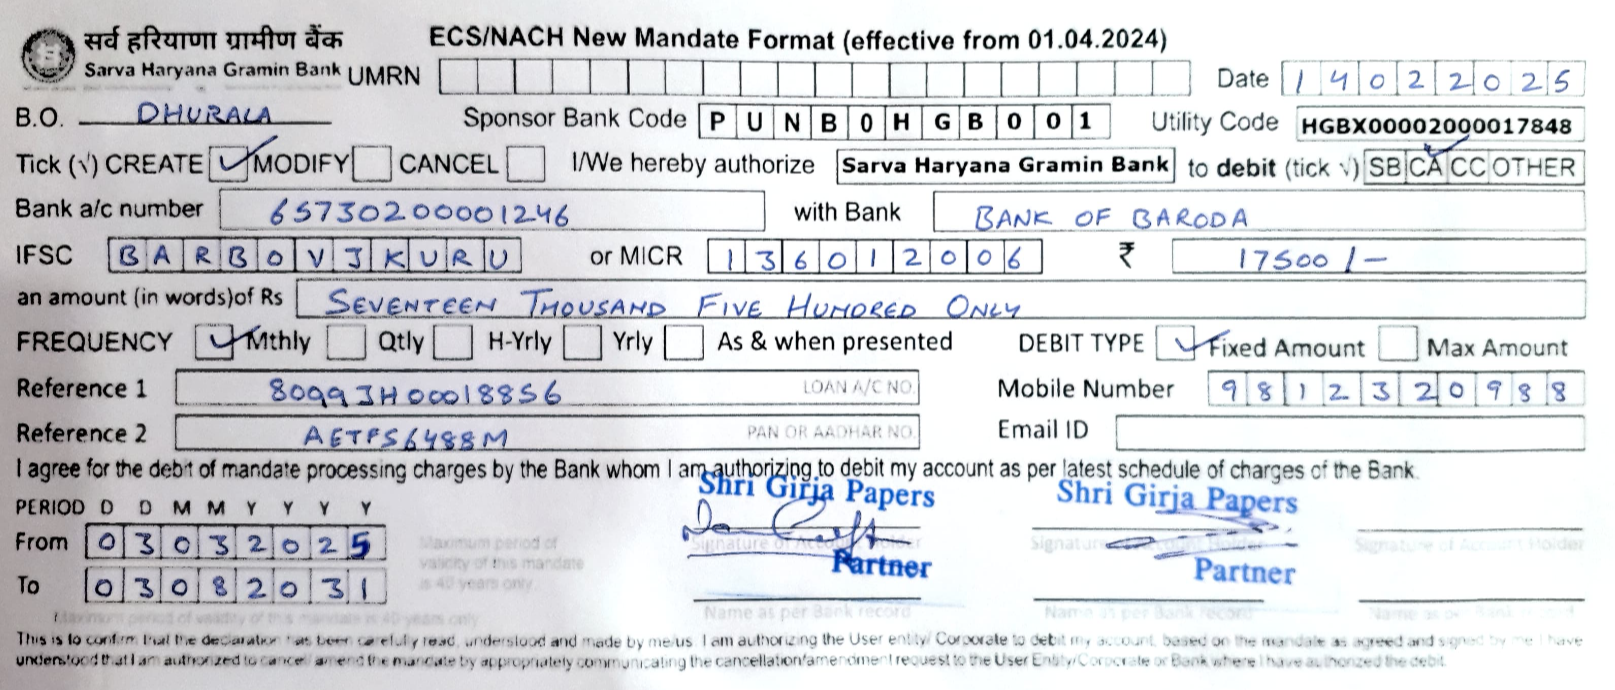 सर्व हरियाणा ग्रामीण बैंक
Sarva Haryana Gramin Bank
ECS/NACH New Mandate Format (effective from 01.04.2024)
UMRN Date 14022025
B.O. DHURALA Sponsor Bank Code PUNB0HGB001 Utility Code HGBX00002000017848
Tick (√) CREATE ✓ MODIFY CANCEL I/We hereby authorize Sarva Haryana Gramin Bank to debit (tick √) SB CA ✓ CC OTHER
Bank a/c number 65730200001246 with Bank BANK OF BARODA
IFSC BARB0VJKURU or MICR 136012006 ₹ 17500/-
an amount (in words)of Rs SEVENTEEN THOUSAND FIVE HUNDRED ONLY
FREQUENCY ✓ Mthly Qtly H-Yrly Yrly As & when presented DEBIT TYPE ✓ Fixed Amount Max Amount
Reference 1 80993H00018856 LOAN A/C NO. Mobile Number 9812320988
Reference 2 AETFS6488M PAN OR AADHAR NO. Email ID
I agree for the debit of mandate processing charges by the Bank whom I am authorizing to debit my account as per latest schedule of charges of the Bank.
Shri Girja Papers Shri Girja Papers
PERIOD D D M M Y Y Y Y
From 03032025 Maximum period of validity of this mandate is 40 years only.
Signature of Account Holder Signature of Account Holder Signature of Account Holder
Partner Partner
To 03082031
Name as per Bank record Name as per Bank record Name as per Bank record
Maximum period of validity of this mandate is 40 years only
This is to confirm that the declaration has been carefully read, understood and made by me/us. I am authorizing the User entity/ Corporate to debit my account, based on the mandate as agreed and signed by me I have
understood that I am authorized to cancel/ amend the mandate by appropriately communicating the cancellation/amendment request to the User Entity/Corporate or Bank where I have authorized the debit.